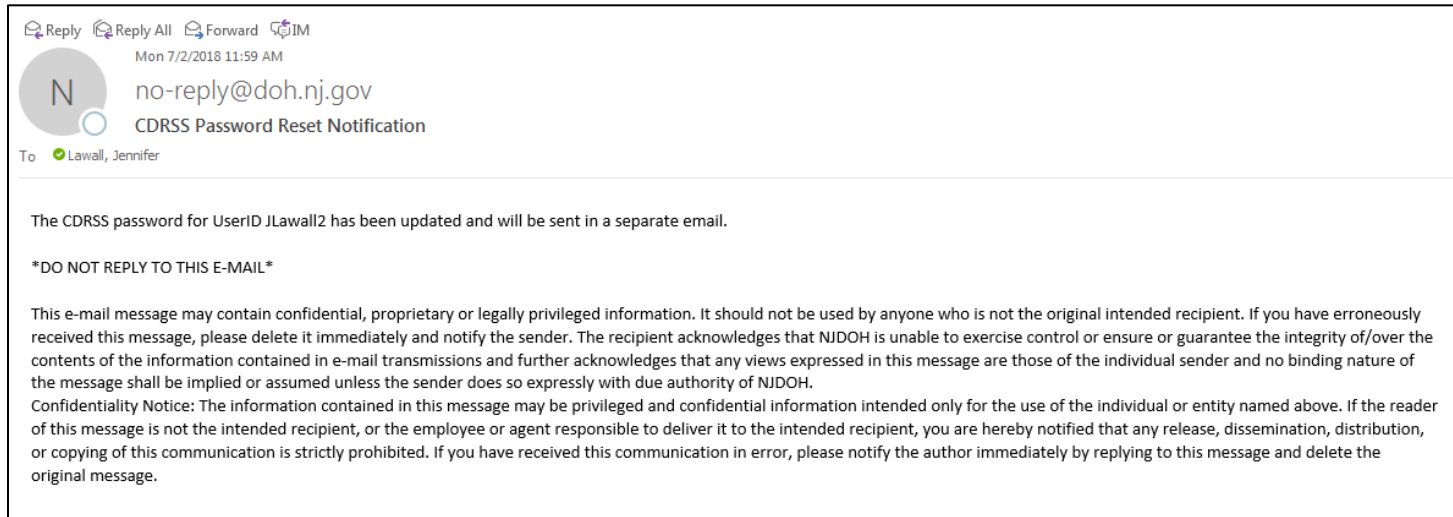 Reply Reply All Forward IM
Mon 7/2/2018 11:59 AM
N
no-reply@doh.nj.gov
CDRSS Password Reset Notification
To Lawall, Jennifer
The CDRSS password for UserID JLawall2 has been updated and will be sent in a separate email.
*DO NOT REPLY TO THIS E-MAIL*
This e-mail message may contain confidential, proprietary or legally privileged information. It should not be used by anyone who is not the original intended recipient. If you have erroneously
received this message, please delete it immediately and notify the sender. The recipient acknowledges that NJDOH is unable to exercise control or ensure or guarantee the integrity of/over the
contents of the information contained in e-mail transmissions and further acknowledges that any views expressed in this message are those of the individual sender and no binding nature of
the message shall be implied or assumed unless the sender does so expressly with due authority of NJDOH.
Confidentiality Notice: The information contained in this message may be privileged and confidential information intended only for the use of the individual or entity named above. If the reader
of this message is not the intended recipient, or the employee or agent responsible to deliver it to the intended recipient, you are hereby notified that any release, dissemination, distribution,
or copying of this communication is strictly prohibited. If you have received this communication in error, please notify the author immediately by replying to this message and delete the
original message.